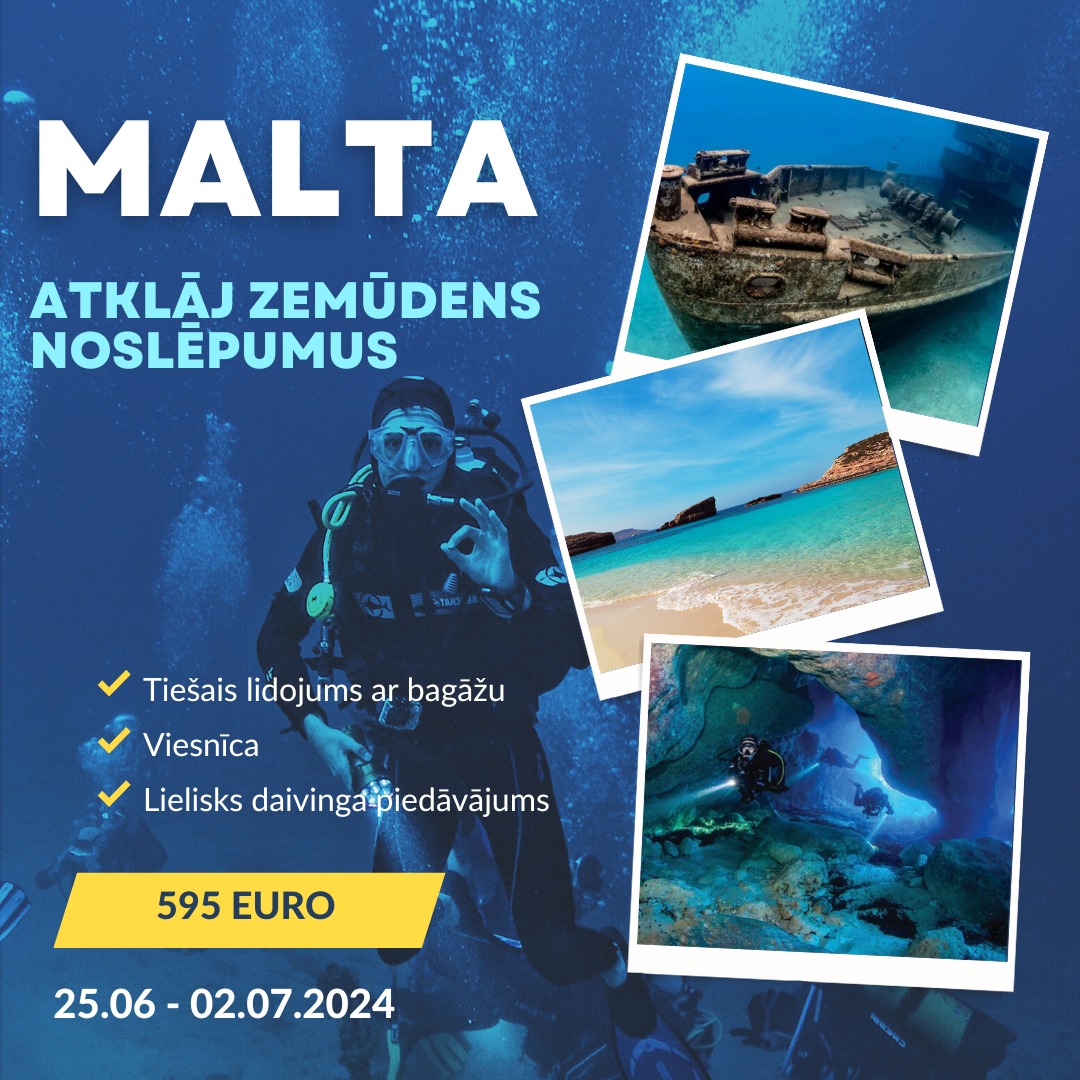 MALTA
ATKLĀJ ZEMŪDENS
NOSLĒPUMUS
Tiešais lidojums ar bagāžu
Viesnīca
Lielisks daivinga piedāvājums
595 EURO
25.06 - 02.07.2024